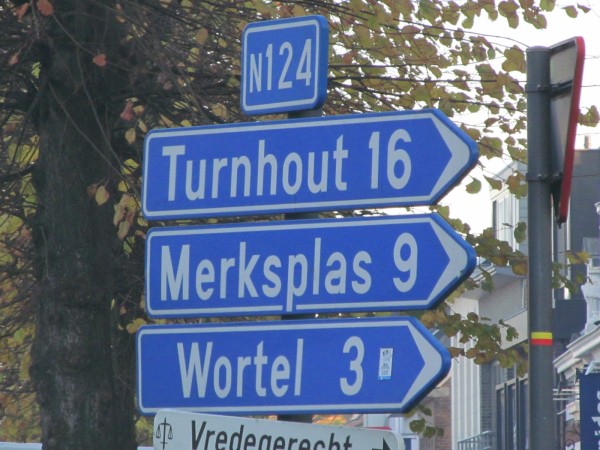 N124
Turnhout 16
Merksplas 9
Wortel 3
Vredegerecht